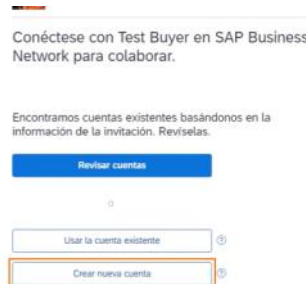 Conéctese con Test Buyer en SAP Business
Network para colaborar.
Encontramos cuentas existentes basándonos en la
información de la invitación. Revíselas.
Revisar cuentas
o
Usar la cuenta existente ?
Crear nueva cuenta ?